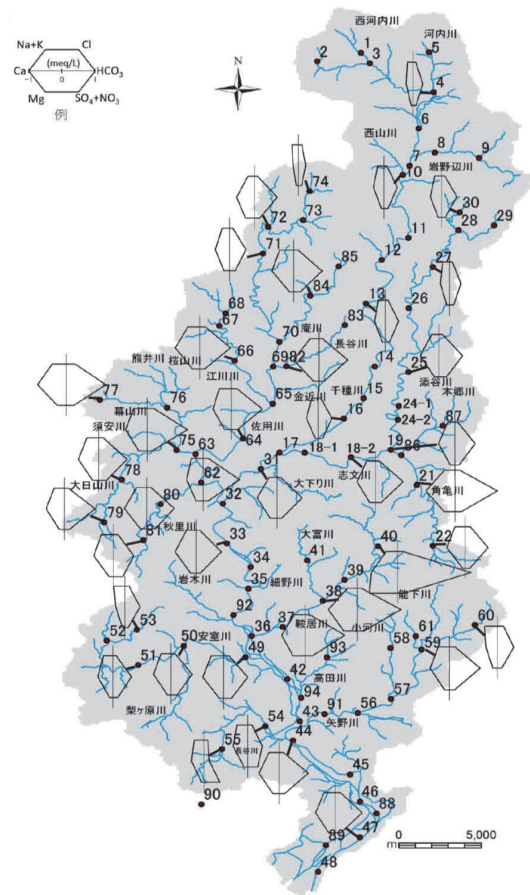 Na+K Cl
(meq/L)
Ca HCO₃
−1 0 1
Mg SO₄+NO₃
例
N
西河内川
河内川
1
2
3
5
4
6
西山川
7
8
9
10
岩野辺川
74
30
72
73
28
29
11
71
12
27
85
84
13
26
68
67
庵川
83
長谷川
70
14
熊井川
桜山川
66
69 82
25
江川川
添谷川
千種川
77
76
65
金近川
15
24-1
本郷川
幕山川
佐用川
16
24-2
87
須安川
75
63
64
17
18-1
18-2
19
86
78
62
31
大下り川
志文川
21
大日山川
角亀川
80
32
79
秋里川
大富川
81
33
41
40
22
岩木川
34
39
能下川
35
細野川
38
92
37
53
小河川
60
52
36
鞍居川
61
50
安室川
58
59
51
49
93
42
高田川
梨ヶ原川
94
57
54
43
91
56
矢野川
44
55
長谷川
45
90
46
88
47
89
48
m
0 5,000